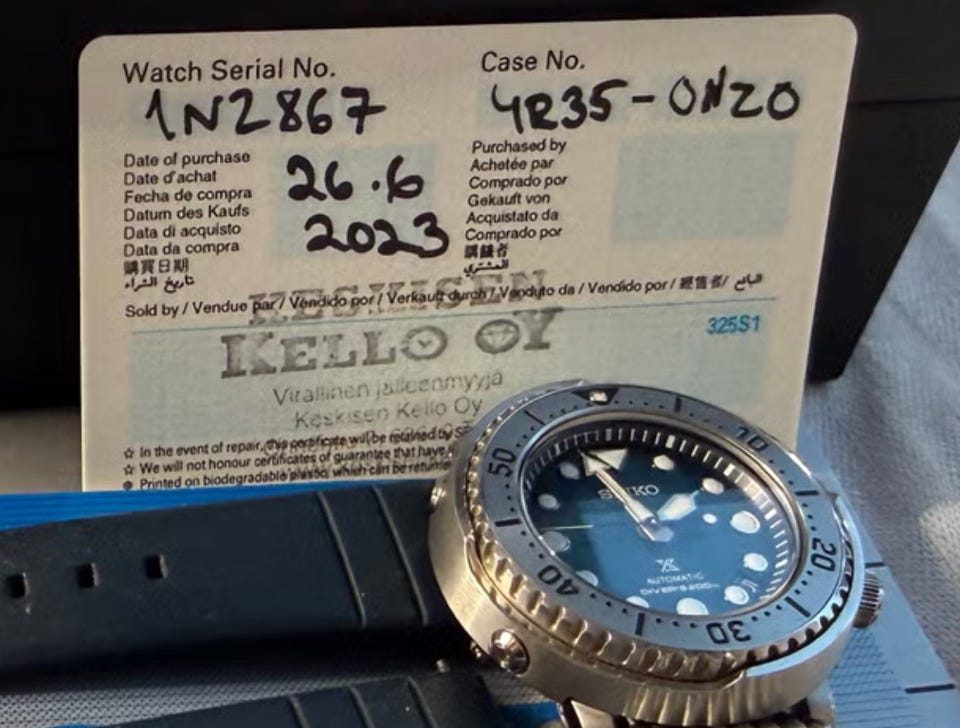 Watch Serial No.
1N2867
Case No.
4R35-0NZ0
Date of purchase
Date d'achat
Fecha de compra
Datum des Kaufs
Data di acquisto
Data da compra
購買日期
تاريخ الشراء
26.6
2023
Purchased by
Achetée par
Comprado por
Gekauft von
Acquistato da
Comprado por
購鐘者
المشتري
Sold by / Vendue par / Vendido por / Verkauft durch / Venduto da / Vendido por / 經售者 / البائع
KESKISEN
KELLO OY
325S1
Virallinen jälleenmyyjä
Keskisen Kello Oy
☆ In the event of repair, this certificate will be retained by
☆ We will not honour certificates of guarantee that have
Printed on biodegradable plastic, which can be
10
20
30
40
50
SEIKO
X
AUTOMATIC
DIVER'S 200m